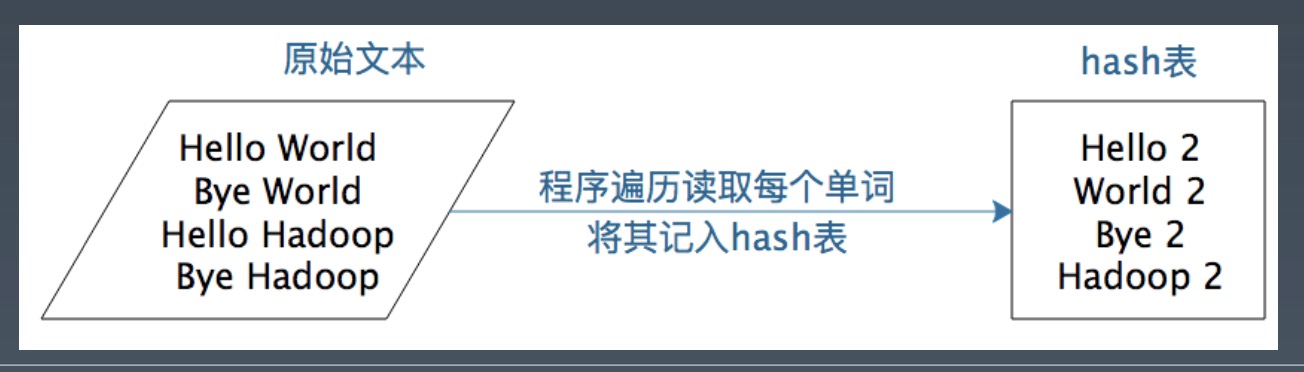 原始文本
Hello World
Bye World
Hello Hadoop
Bye Hadoop
程序遍历读取每个单词
将其记入hash表
hash表
Hello 2
World 2
Bye 2
Hadoop 2